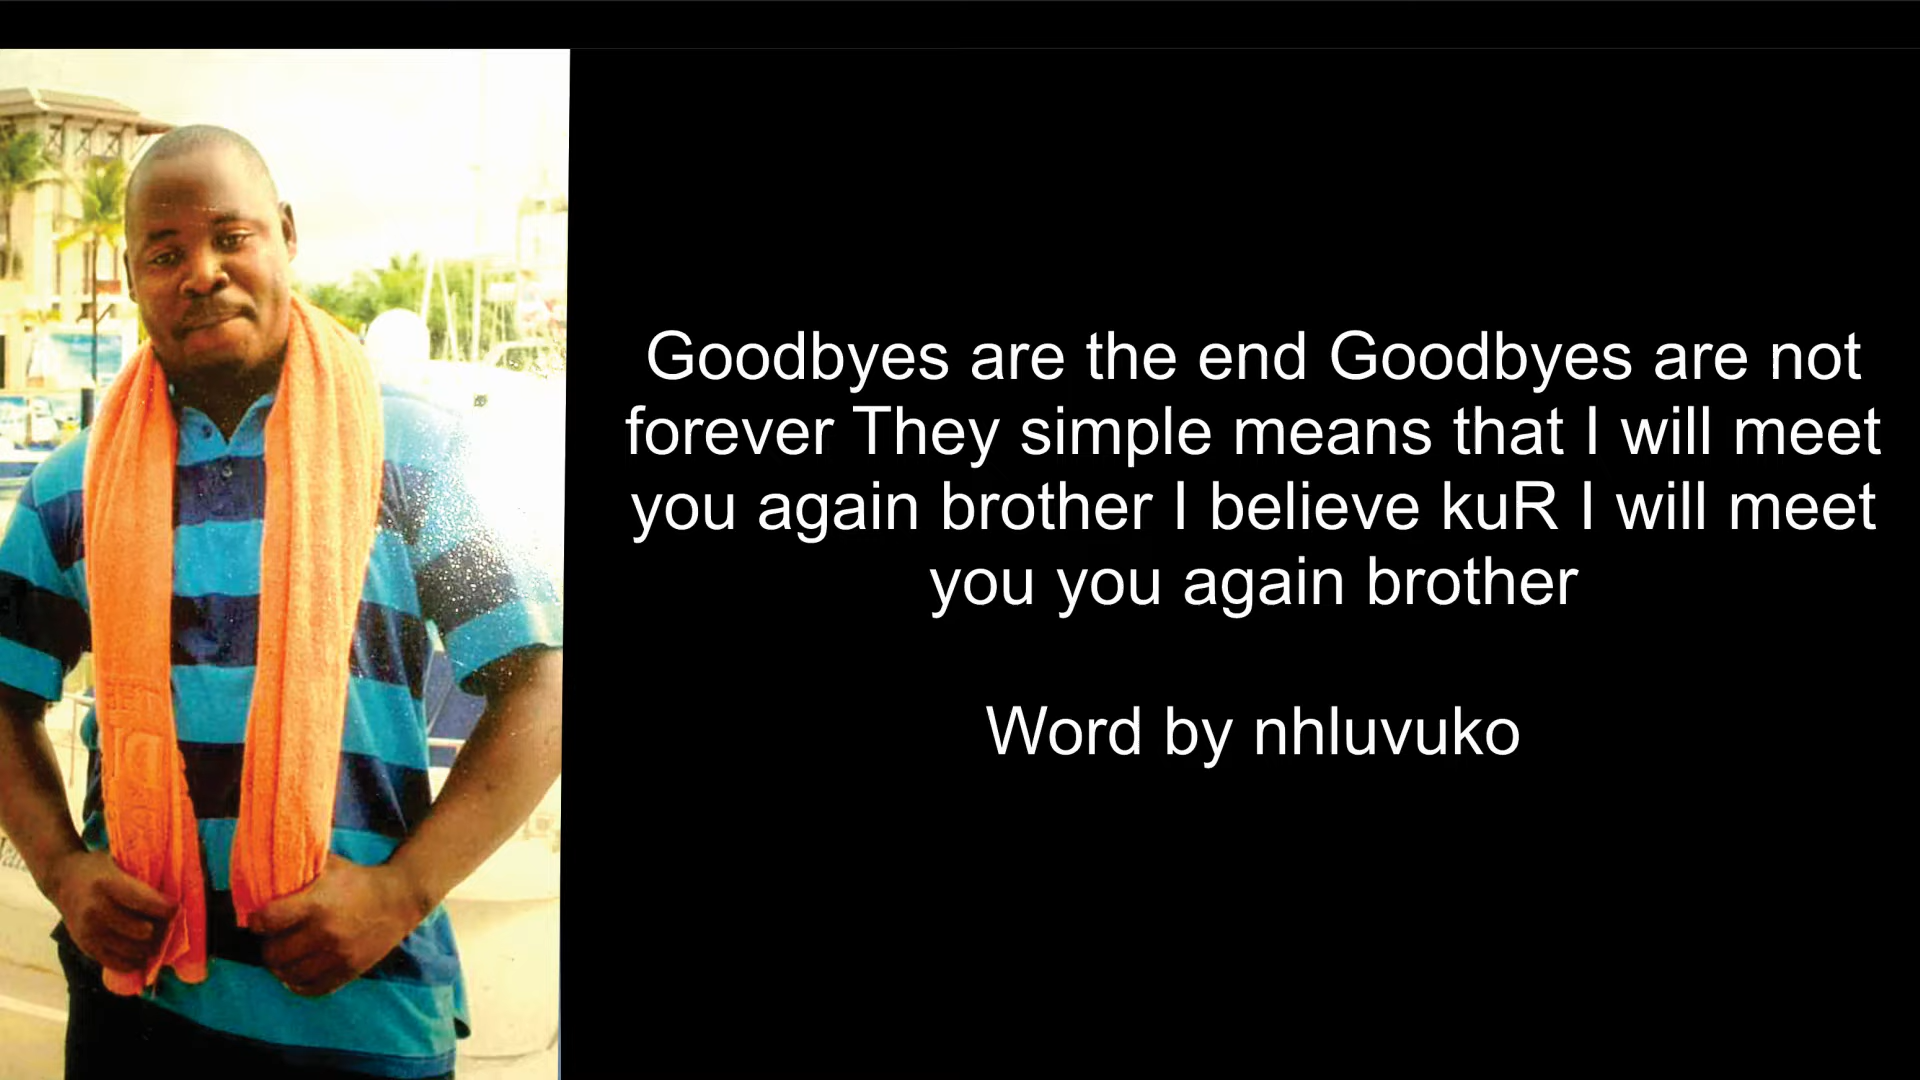 Goodbyes are the end Goodbyes are not
forever They simple means that I will meet
you again brother I believe kuR I will meet
you you again brother
Word by nhluvuko